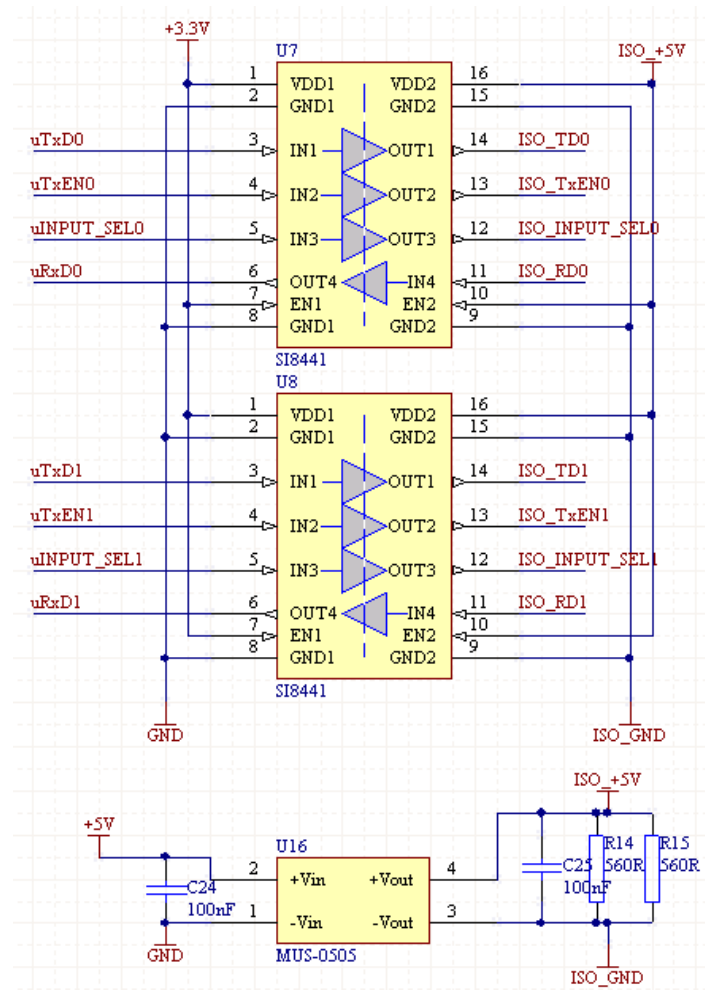 +3.3V
U7
ISO_+5V
1 VDD1 VDD2 16
2 GND1 GND2 15
uTxD0 3 IN1 OUT1 14 ISO_TD0
uTxEN0 4 IN2 OUT2 13 ISO_TxEN0
uINPUT_SEL0 5 IN3 OUT3 12 ISO_INPUT_SEL0
uRxD0 6 OUT4 IN4 11 ISO_RD0
7 EN1 EN2 10
8 GND1 GND2 9
SI8441
U8
1 VDD1 VDD2 16
2 GND1 GND2 15
uTxD1 3 IN1 OUT1 14 ISO_TD1
uTxEN1 4 IN2 OUT2 13 ISO_TxEN1
uINPUT_SEL1 5 IN3 OUT3 12 ISO_INPUT_SEL1
uRxD1 6 OUT4 IN4 11 ISO_RD1
7 EN1 EN2 10
8 GND1 GND2 9
SI8441
GND
ISO_GND
ISO_+5V
+5V
U16
R14
R15
2 +Vin +Vout 4
C25
560R
560R
C24
100nF
100nF
1 -Vin -Vout 3
GND
MUS-0505
ISO_GND